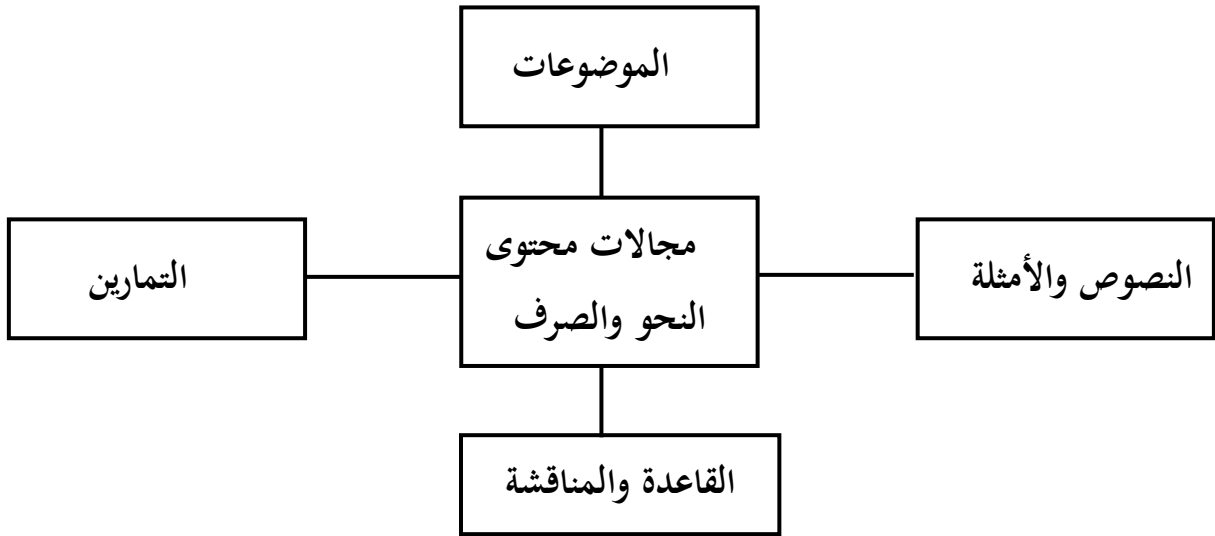 الموضوعات
مجالات محتوى
النحو والصرف
النصوص والأمثلة
التمارين
القاعدة والمناقشة